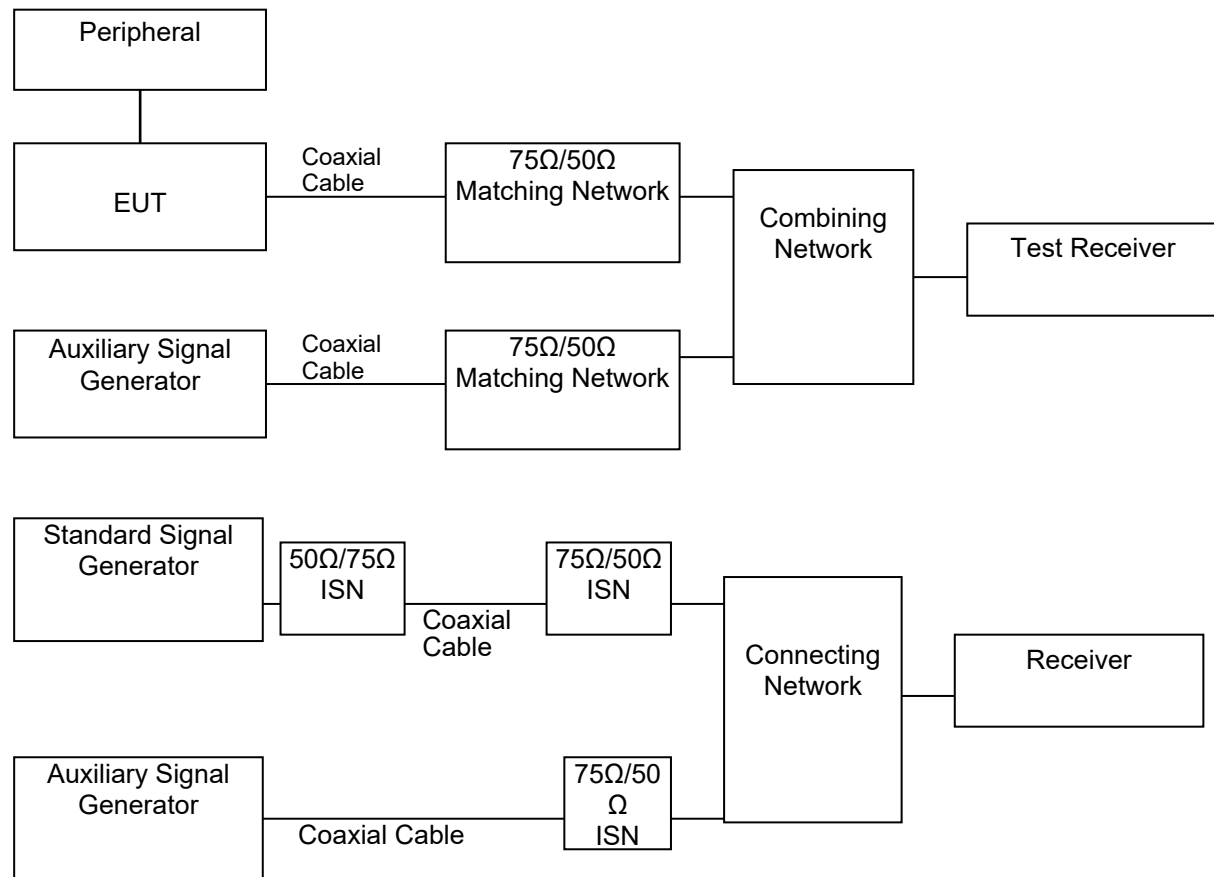 Peripheral
EUT
Coaxial
Cable
75Ω/50Ω
Matching Network
Combining
Network
Test Receiver
Auxiliary Signal
Generator
Coaxial
Cable
75Ω/50Ω
Matching Network
Standard Signal
Generator
50Ω/75Ω
ISN
Coaxial
Cable
75Ω/50Ω
ISN
Connecting
Network
Receiver
Auxiliary Signal
Generator
Coaxial Cable
75Ω/50
Ω
ISN